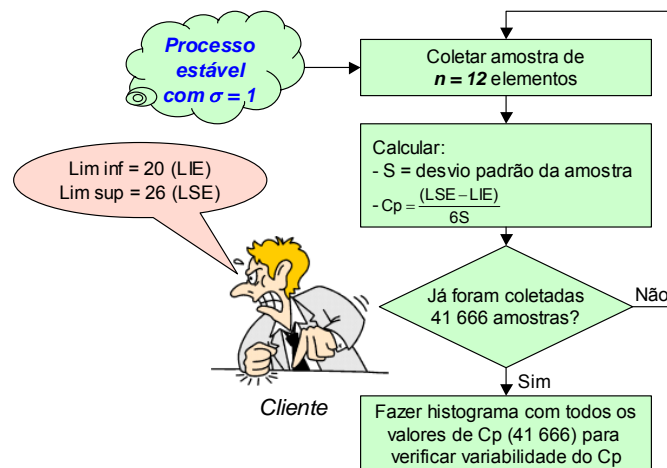 Processo
estável
com σ = 1
Coletar amostra de
n = 12 elementos
Lim inf = 20 (LIE)
Lim sup = 26 (LSE)
Calcular:
- S = desvio padrão da amostra
- Cp = (LSE – LIE)
6S
Já foram coletadas
41 666 amostras?
Não
Sim
Cliente
Fazer histograma com todos os
valores de Cp (41 666) para
verificar variabilidade do Cp